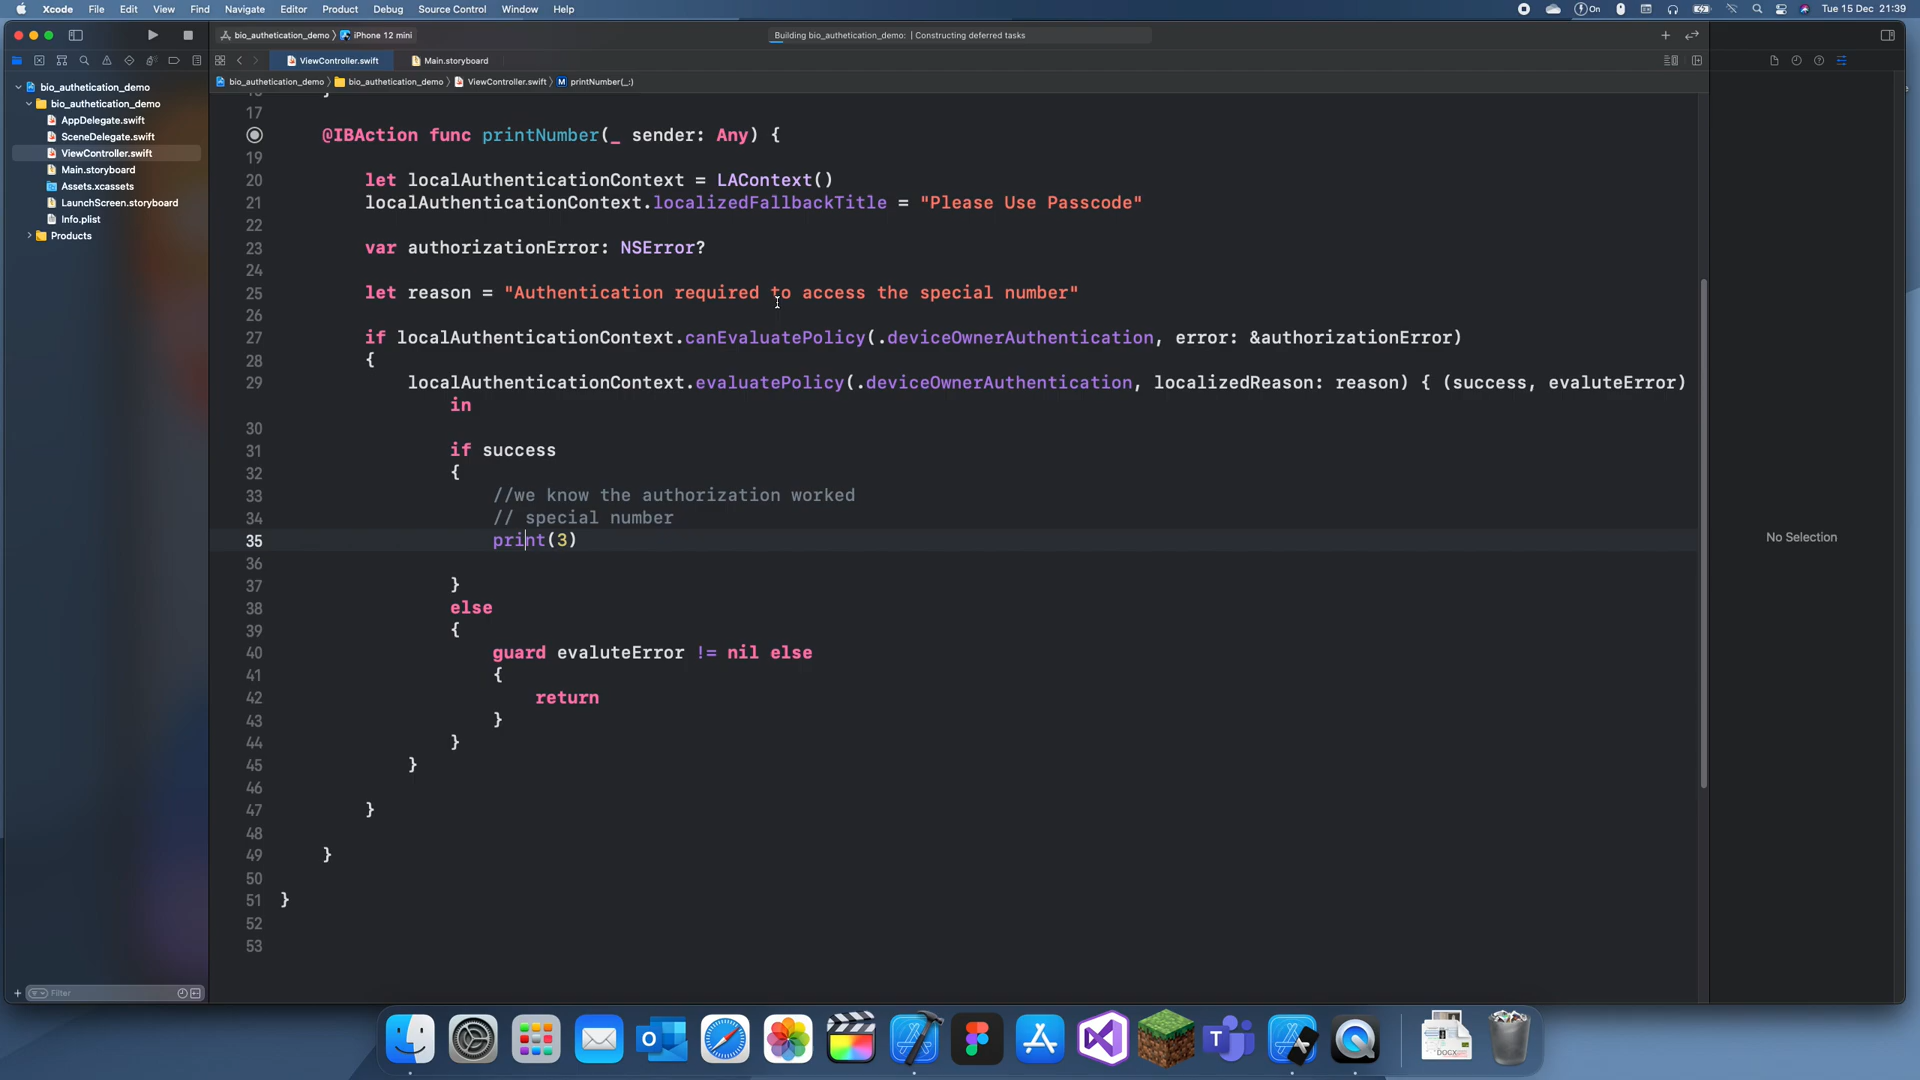 Xcode File Edit View Find Navigate Editor Product Debug Source Control Window Help On Tue 15 Dec 21:39
bio_authetication_demo iPhone 12 mini Building bio_authetication_demo: | Constructing deferred tasks
ViewController.swift Main.storyboard
bio_authetication_demo bio_authetication_demo ViewController.swift M printNumber(_:)
bio_authetication_demo
bio_authetication_demo
AppDelegate.swift
SceneDelegate.swift
ViewController.swift
Main.storyboard
Assets.xcassets
LaunchScreen.storyboard
Info.plist
Products
17
@IBAction func printNumber(_ sender: Any) {
19
20 let localAuthenticationContext = LAContext()
21 localAuthenticationContext.localizedFallbackTitle = "Please Use Passcode"
22
23 var authorizationError: NSError?
24
25 let reason = "Authentication required to access the special number"
26
27 if localAuthenticationContext.canEvaluatePolicy(.deviceOwnerAuthentication, error: &authorizationError)
28 {
29 localAuthenticationContext.evaluatePolicy(.deviceOwnerAuthentication, localizedReason: reason) { (success, evaluteError)
in
30
31 if success
32 {
33 //we know the authorization worked
34 // special number
35 print(3)
36
37 }
38 else
39 {
40 guard evaluteError != nil else
41 {
42 return
43 }
44 }
45 }
46
47 }
48
49 }
50
51 }
52
53
No Selection
Filter
DOCX